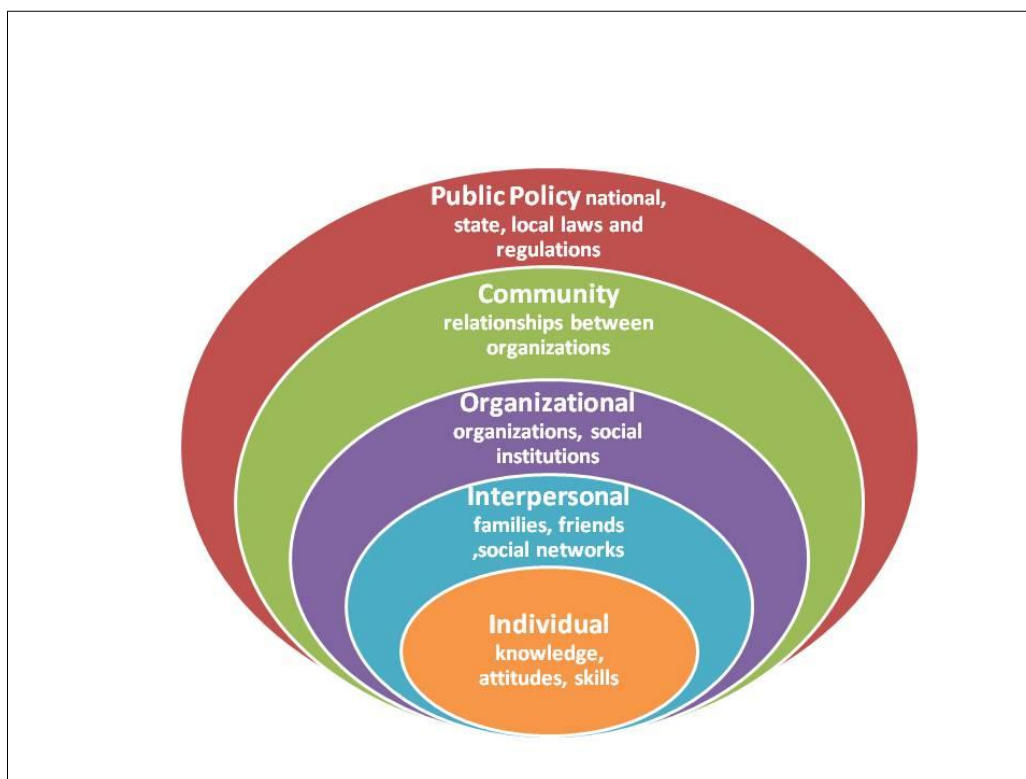 Public Policy national,
state, local laws and
regulations
Community
relationships between
organizations
Organizational
organizations, social
institutions
Interpersonal
families, friends
,social networks
Individual
knowledge,
attitudes, skills